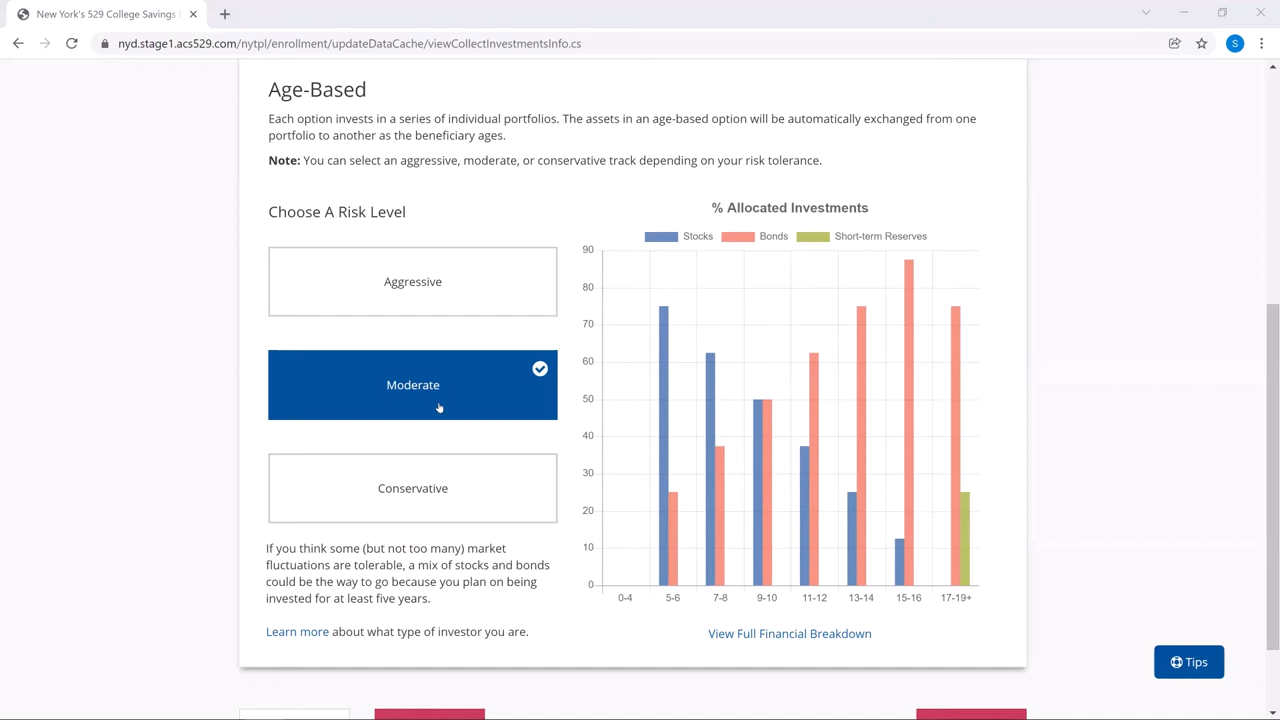 New York's 529 College Savings
nyd.stage1.acs529.com/nytpl/enrollment/updateDataCache/viewCollectInvestmentsInfo.cs
S
Age-Based
Each option invests in a series of individual portfolios. The assets in an age-based option will be automatically exchanged from one
portfolio to another as the beneficiary ages.
Note: You can select an aggressive, moderate, or conservative track depending on your risk tolerance.
Choose A Risk Level
Aggressive
Moderate
Conservative
If you think some (but not too many) market
fluctuations are tolerable, a mix of stocks and bonds
could be the way to go because you plan on being
invested for at least five years.
Learn more about what type of investor you are.
% Allocated Investments
Stocks Bonds Short-term Reserves
90
80
70
60
50
40
30
20
10
0
0-4 5-6 7-8 9-10 11-12 13-14 15-16 17-19+
View Full Financial Breakdown
Tips